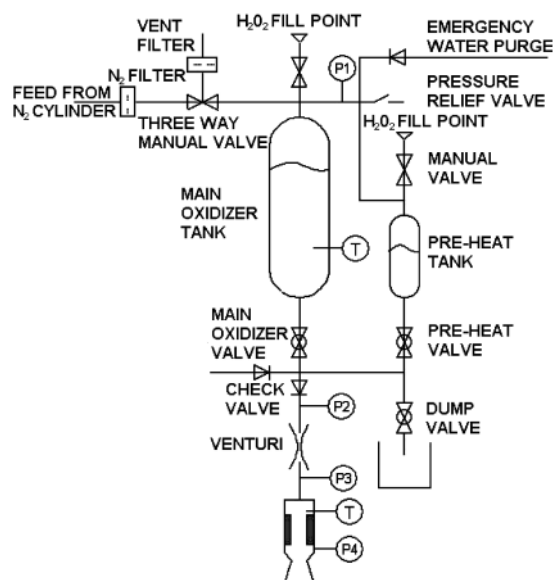 H₂O₂ FILL POINT
VENT
FILTER
N₂ FILTER
FEED FROM
N₂ CYLINDER
THREE WAY
MANUAL VALVE
P1
EMERGENCY
WATER PURGE
PRESSURE
RELIEF VALVE
H₂O₂ FILL POINT
MANUAL
VALVE
MAIN
OXIDIZER
TANK
T
PRE-HEAT
TANK
MAIN
OXIDIZER
VALVE
PRE-HEAT
VALVE
CHECK
VALVE
P2
DUMP
VALVE
VENTURI
P3
T
P4